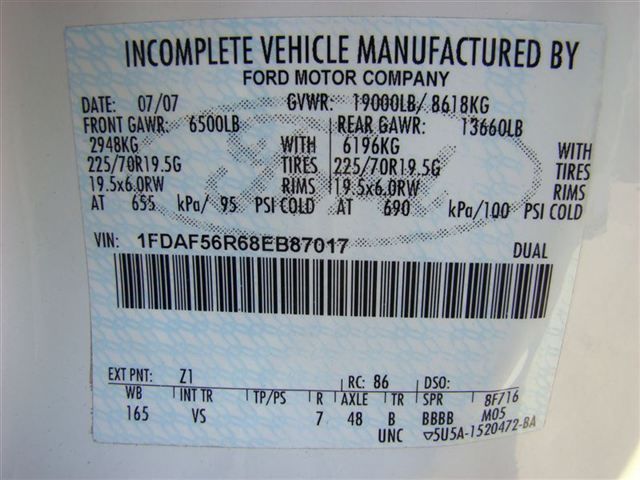 INCOMPLETE VEHICLE MANUFACTURED BY
FORD MOTOR COMPANY
DATE: 07/07 GVWR: 19000LB/ 8618KG
FRONT GAWR: 6500LB REAR GAWR: 13660LB
2948KG WITH 6196KG WITH
225/70R19.5G TIRES 225/70R19.5G TIRES
19.5x6.0RW RIMS 19.5x6.0RW RIMS
AT 655 kPa/ 95 PSI COLD AT 690 kPa/100 PSI COLD
VIN: 1FDAF56R68EB87017 DUAL
EXT PNT: Z1 RC: 86 DSO:
WB INT TR TP/PS R AXLE TR SPR 8F716
165 VS 7 48 B BBBB M05
UNC ▽5U5A-1520472-BA